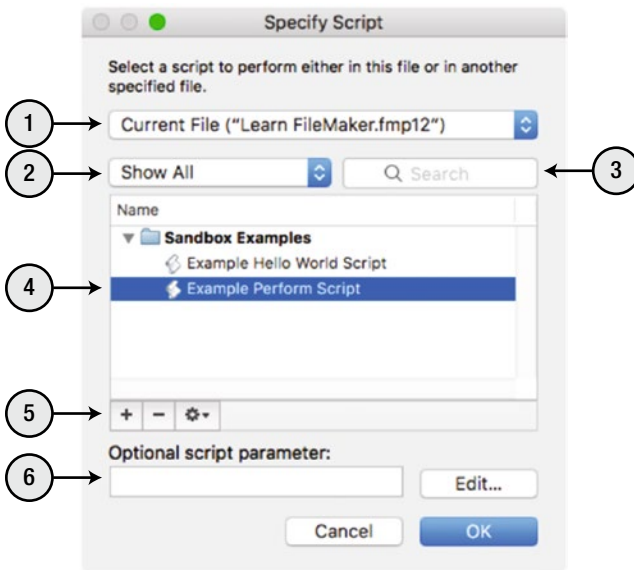 Specify Script
Select a script to perform either in this file or in another
specified file.
1
Current File (“Learn FileMaker.fmp12”)
2
Show All
Search
3
Name
Sandbox Examples
Example Hello World Script
4
Example Perform Script
5
+ −
Optional script parameter:
6
Edit...
Cancel
OK